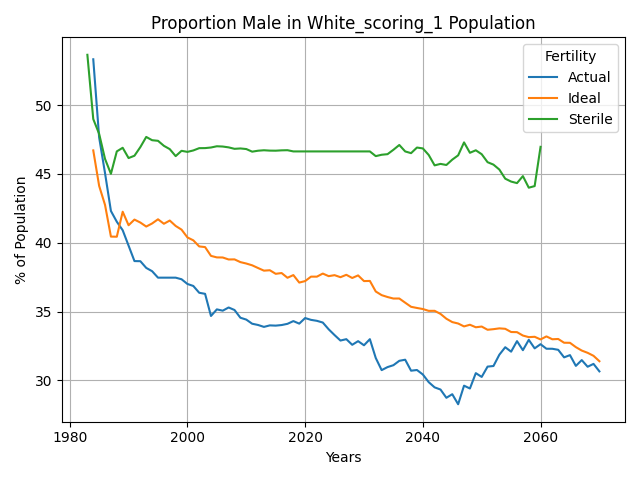 Proportion Male in White_scoring_1 Population
Fertility
Actual
Ideal
Sterile
% of Population
50
45
40
35
30
1980
2000
2020
2040
2060
Years